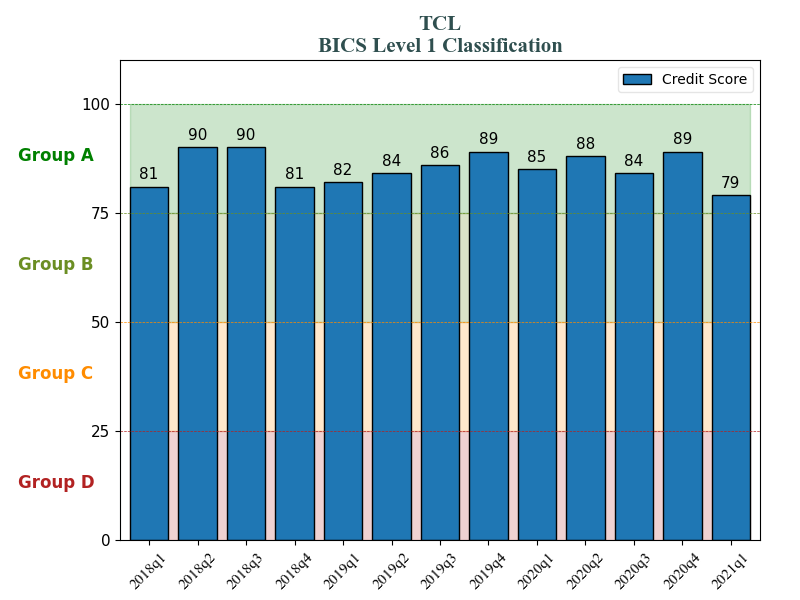 TCL
BICS Level 1 Classification
Credit Score
100
75
50
25
0
Group A
Group B
Group C
Group D
81
90
90
81
82
84
86
89
85
88
84
89
79
2018q1
2018q2
2018q3
2018q4
2019q1
2019q2
2019q3
2019q4
2020q1
2020q2
2020q3
2020q4
2021q1